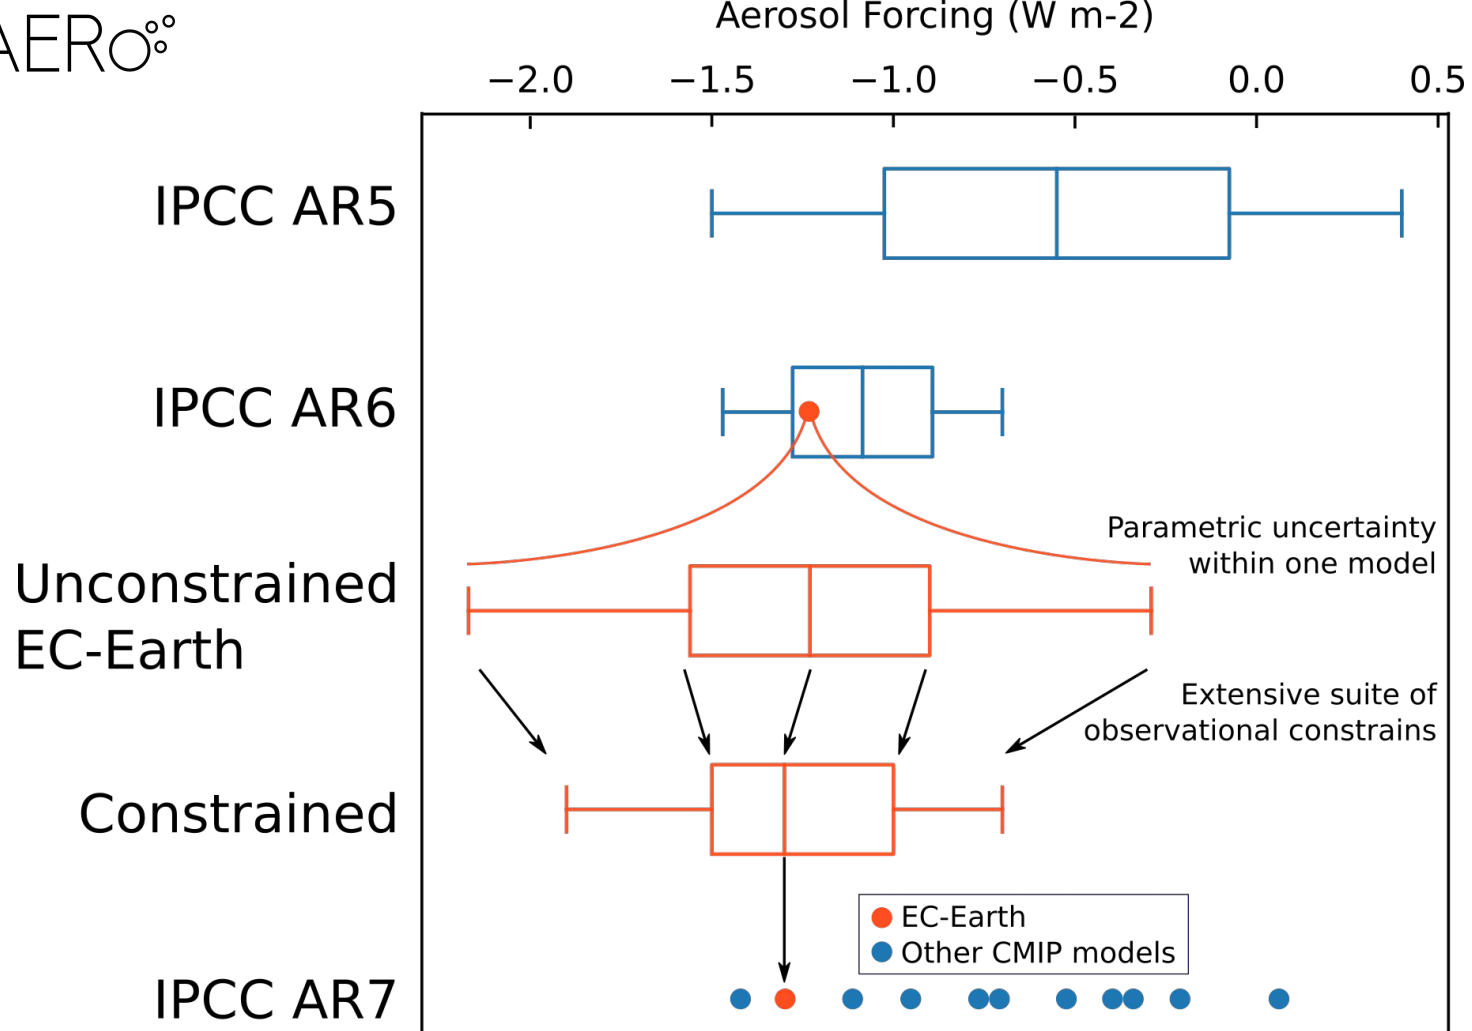 AERO
Aerosol Forcing (W m-2)
−2.0 −1.5 −1.0 −0.5 0.0 0.5
IPCC AR5
IPCC AR6
Parametric uncertainty
within one model
Unconstrained
EC-Earth
Extensive suite of
observational constrains
Constrained
EC-Earth
Other CMIP models
IPCC AR7